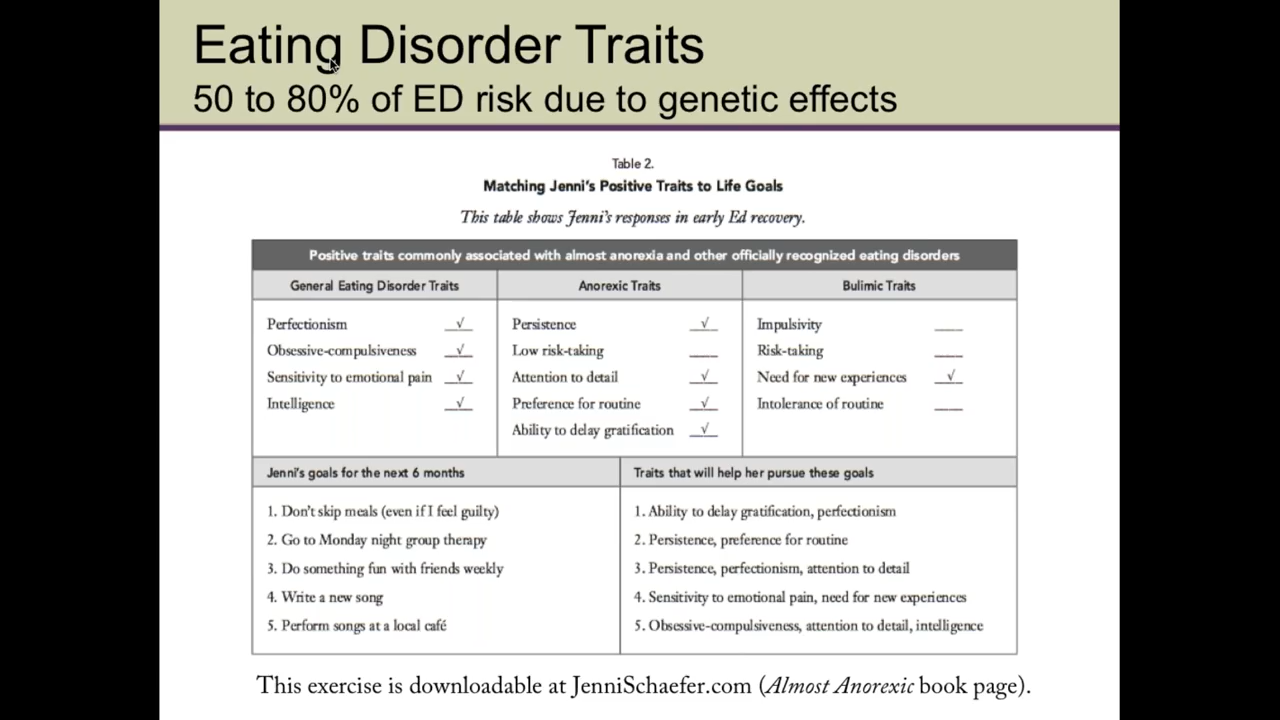 Eating Disorder Traits
50 to 80% of ED risk due to genetic effects
Table 2.
Matching Jenni's Positive Traits to Life Goals
This table shows Jenni's responses in early Ed recovery.
Positive traits commonly associated with almost anorexia and other officially recognized eating disorders
General Eating Disorder Traits
Perfectionism √
Obsessive-compulsiveness √
Sensitivity to emotional pain √
Intelligence √
Anorexic Traits
Persistence √
Low risk-taking
Attention to detail √
Preference for routine √
Ability to delay gratification √
Bulimic Traits
Impulsivity
Risk-taking
Need for new experiences √
Intolerance of routine
Jenni's goals for the next 6 months
1. Don't skip meals (even if I feel guilty)
2. Go to Monday night group therapy
3. Do something fun with friends weekly
4. Write a new song
5. Perform songs at a local café
Traits that will help her pursue these goals
1. Ability to delay gratification, perfectionism
2. Persistence, preference for routine
3. Persistence, perfectionism, attention to detail
4. Sensitivity to emotional pain, need for new experiences
5. Obsessive-compulsiveness, attention to detail, intelligence
This exercise is downloadable at JenniSchaefer.com (Almost Anorexic book page).